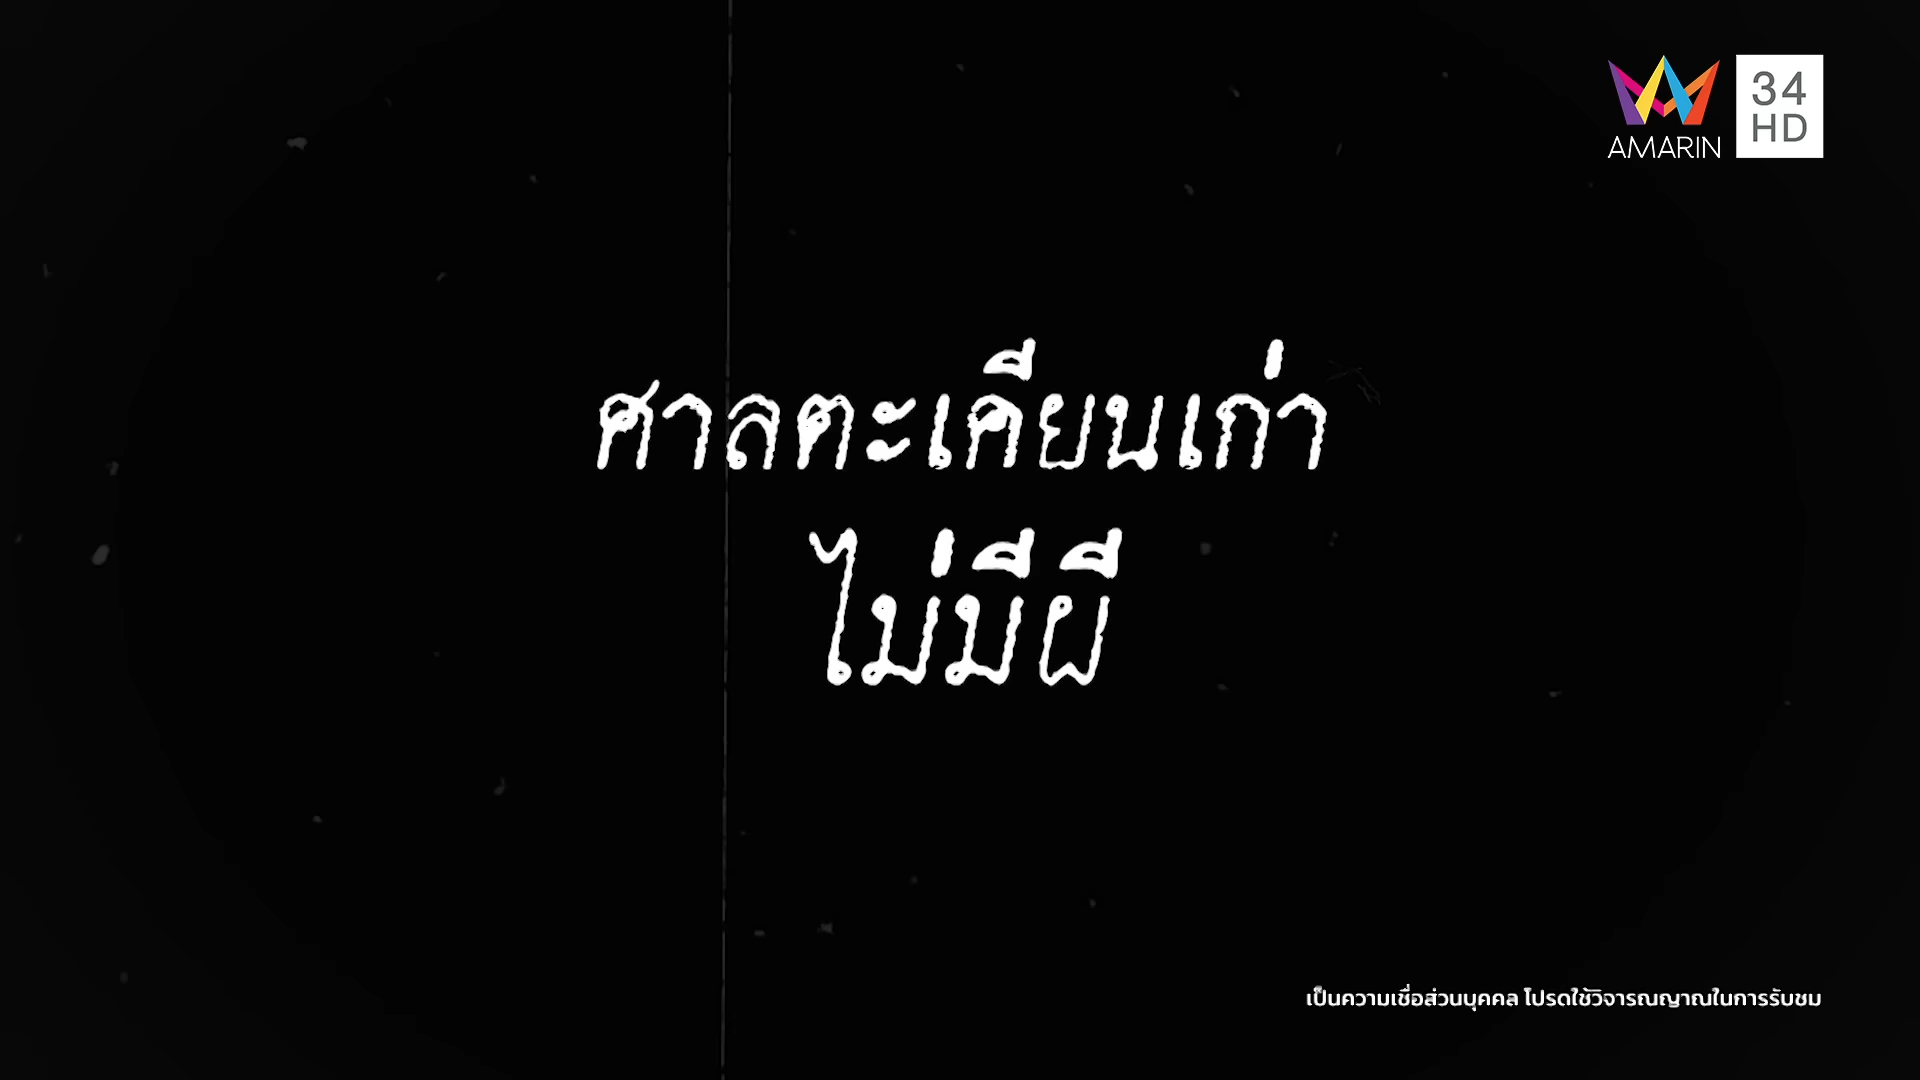 AMARIN
34
HD
ศาลตะเคียนเก่า
ไม่มีผี
เป็นความเชื่อส่วนบุคคล โปรดใช้วิจารณญาณในการรับชม